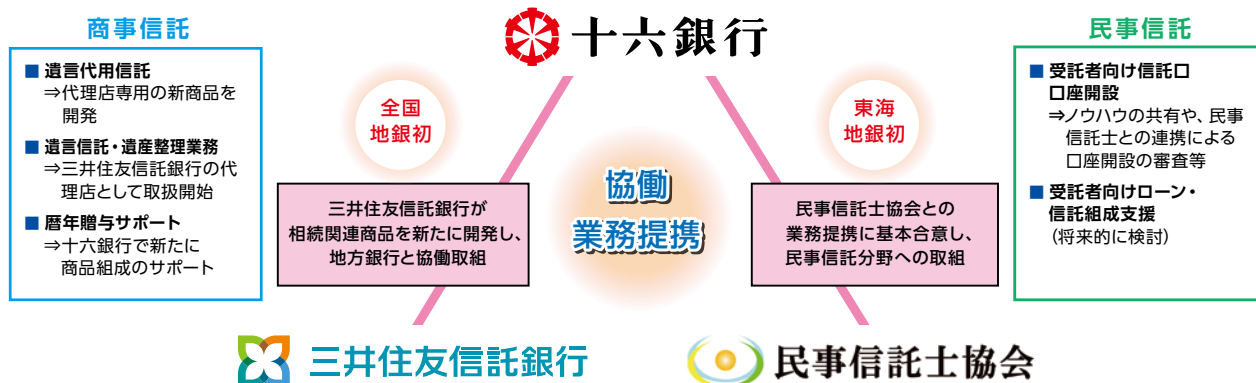 商事信託
■ 遺言代用信託
⇒代理店専用の新商品を
開発
■ 遺言信託・遺産整理業務
⇒三井住友信託銀行の代
理店として取扱開始
■ 暦年贈与サポート
⇒十六銀行で新たに
商品組成のサポート
十六銀行
全国
地銀初
三井住友信託銀行が
相続関連商品を新たに開発し、
地方銀行と協働取組
協働
業務提携
東海
地銀初
民事信託士協会との
業務提携に基本合意し、
民事信託分野への取組
民事信託
■ 受託者向け信託口
口座開設
⇒ノウハウの共有や、民事
信託士との連携による
口座開設の審査等
■ 受託者向けローン・
信託組成支援
(将来的に検討)
三井住友信託銀行
民事信託士協会